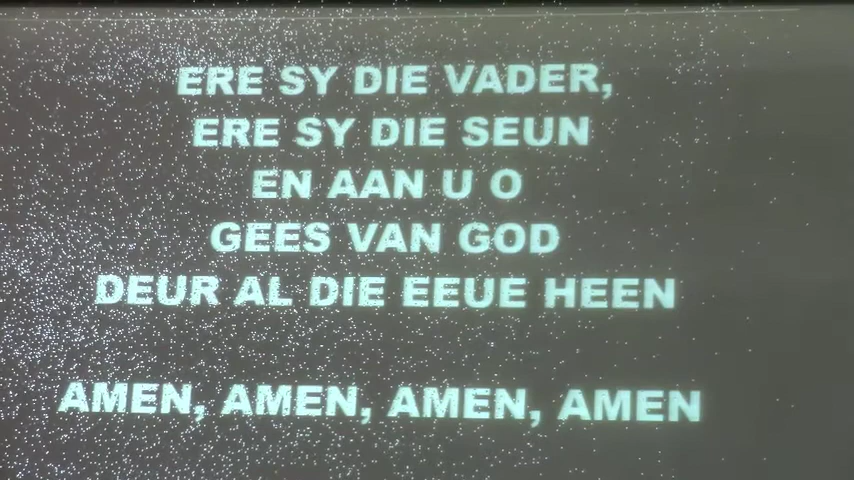 ERE SY DIE VADER,
ERE SY DIE SEUN
EN AAN U O
GEES VAN GOD
DEUR AL DIE EEUE HEEN
AMEN, AMEN, AMEN, AMEN